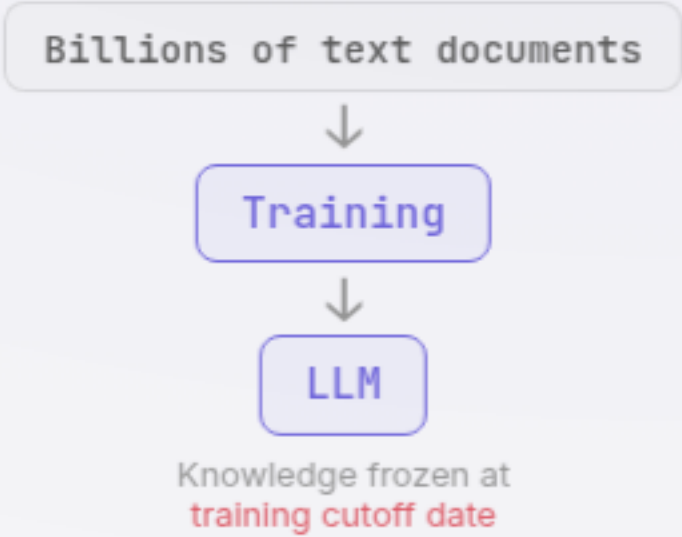 Billions of text documents
Training
LLM
Knowledge frozen at
training cutoff date